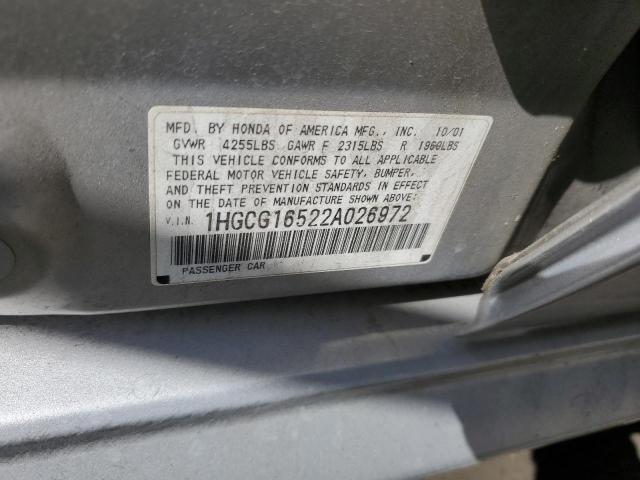 MFD. BY HONDA OF AMERICA MFG., INC. 10/01
GVWR 4255LBS GAWR F 2315LBS R 1960LBS
THIS VEHICLE CONFORMS TO ALL APPLICABLE
FEDERAL MOTOR VEHICLE SAFETY, BUMPER,
AND THEFT PREVENTION STANDARDS IN EFFECT
ON THE DATE OF MANUFACTURE SHOWN ABOVE:
V.I.N. 1HGCG16522A026972
PASSENGER CAR